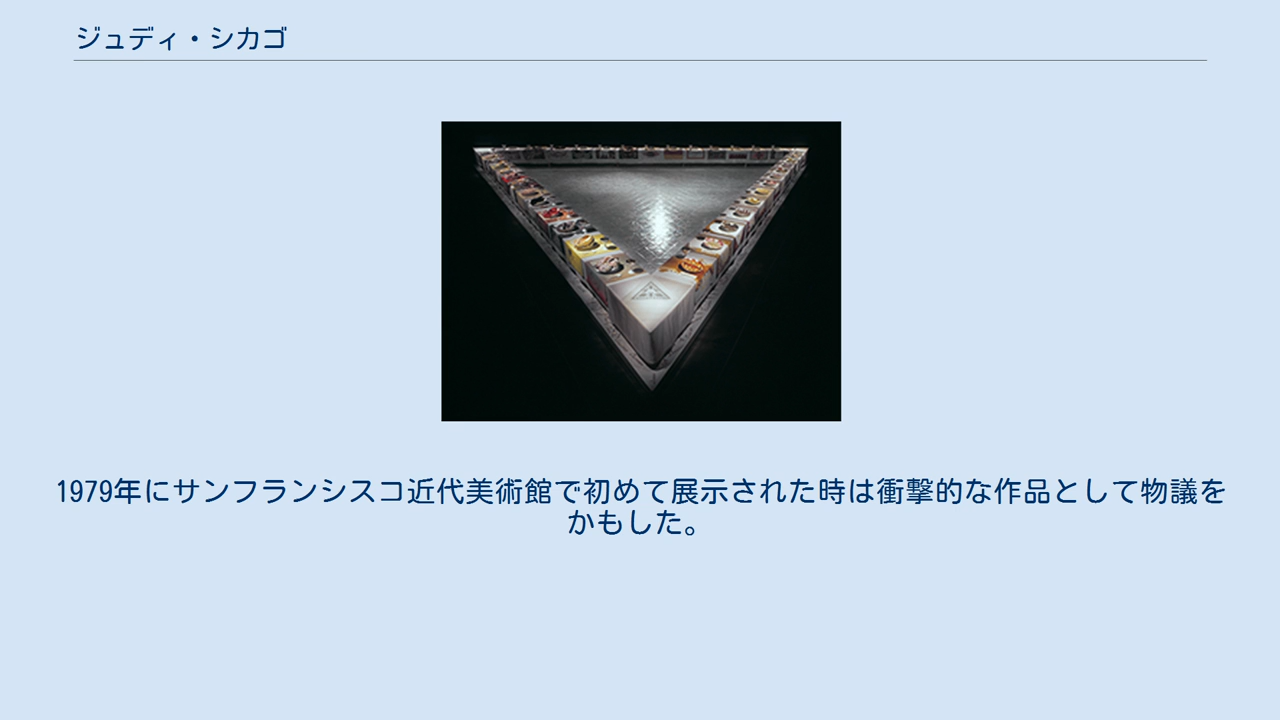 ジュディ・シカゴ
1979年にサンフランシスコ近代美術館で初めて展示された時は衝撃的な作品として物議を
かもした。